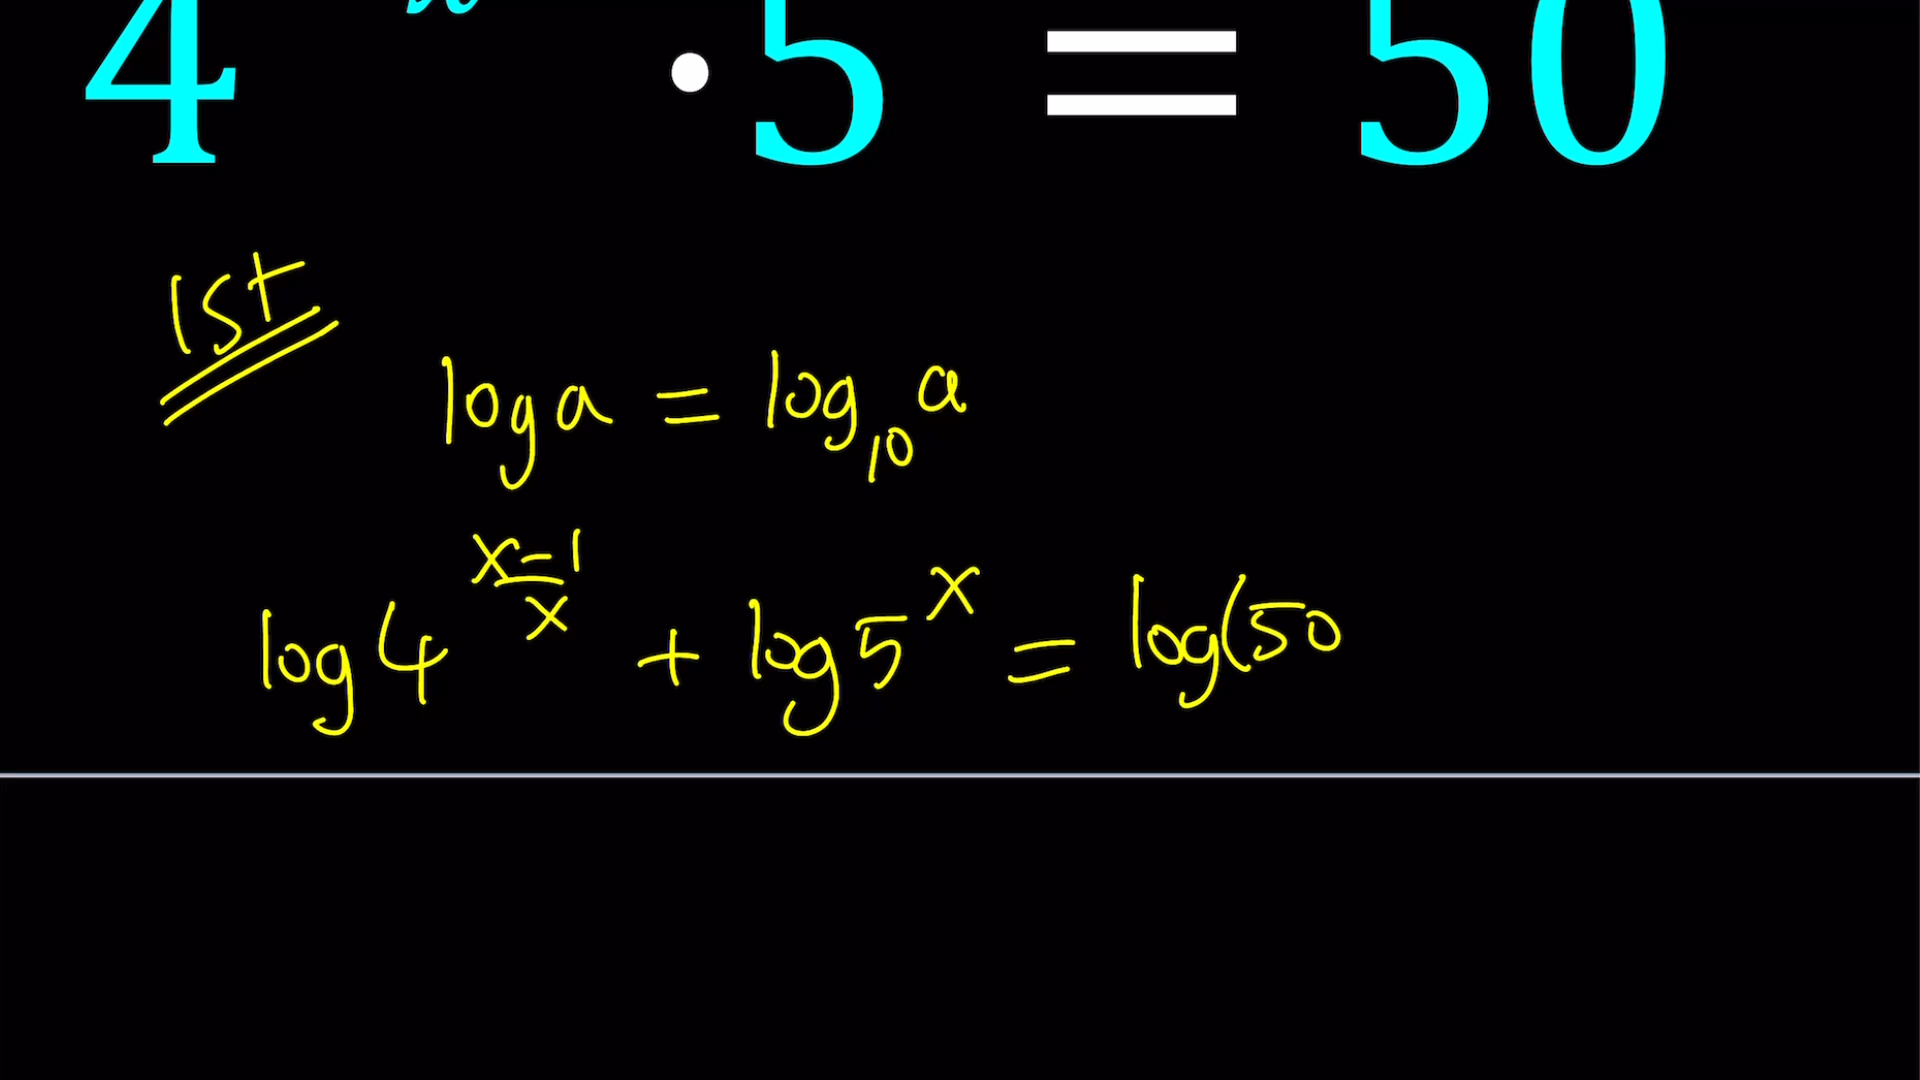 4 · 5 = 50
1st
log a = log₁₀ a
log 4^((x-1)/x) + log 5^x = log(50